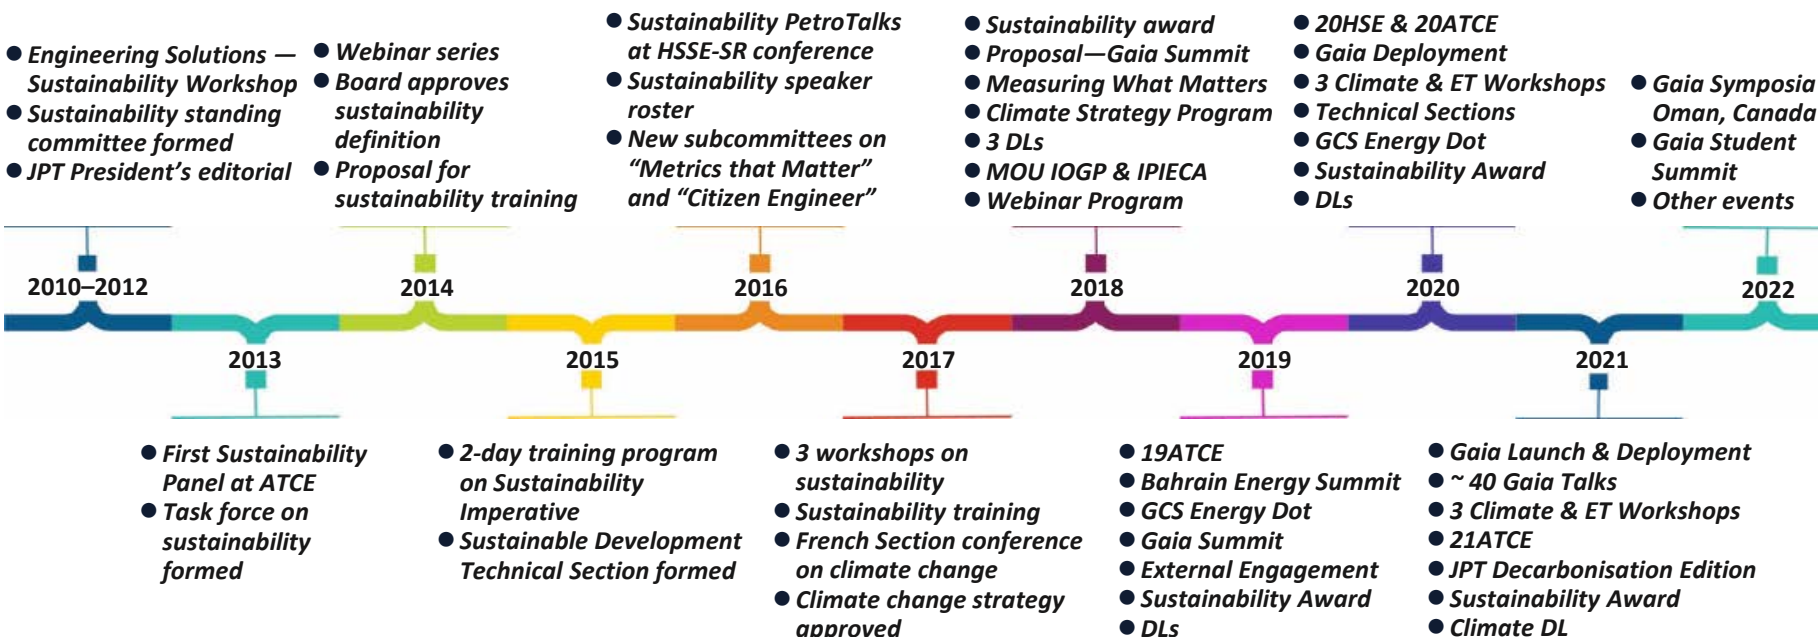 ● Engineering Solutions —
Sustainability Workshop
● Sustainability standing
committee formed
● JPT President's editorial
● Webinar series
● Board approves
sustainability
definition
● Proposal for
sustainability training
● Sustainability PetroTalks
at HSSE-SR conference
● Sustainability speaker
roster
● New subcommittees on
“Metrics that Matter”
and “Citizen Engineer”
● Sustainability award
● Proposal—Gaia Summit
● Measuring What Matters
● Climate Strategy Program
● 3 DLs
● MOU IOGP & IPIECA
● Webinar Program
● 20HSE & 20ATCE
● Gaia Deployment
● 3 Climate & ET Workshops
● Technical Sections
● GCS Energy Dot
● Sustainability Award
● DLs
● Gaia Symposia
Oman, Canada
● Gaia Student
Summit
● Other events
2010–2012
2014
2016
2018
2020
2022
2013
2015
2017
2019
2021
● First Sustainability
Panel at ATCE
● Task force on
sustainability
formed
● 2-day training program
on Sustainability
Imperative
● Sustainable Development
Technical Section formed
● 3 workshops on
sustainability
● Sustainability training
● French Section conference
on climate change
● Climate change strategy
approved
● 19ATCE
● Bahrain Energy Summit
● GCS Energy Dot
● Gaia Summit
● External Engagement
● Sustainability Award
● DLs
● Gaia Launch & Deployment
● ~ 40 Gaia Talks
● 3 Climate & ET Workshops
● 21ATCE
● JPT Decarbonisation Edition
● Sustainability Award
● Climate DL